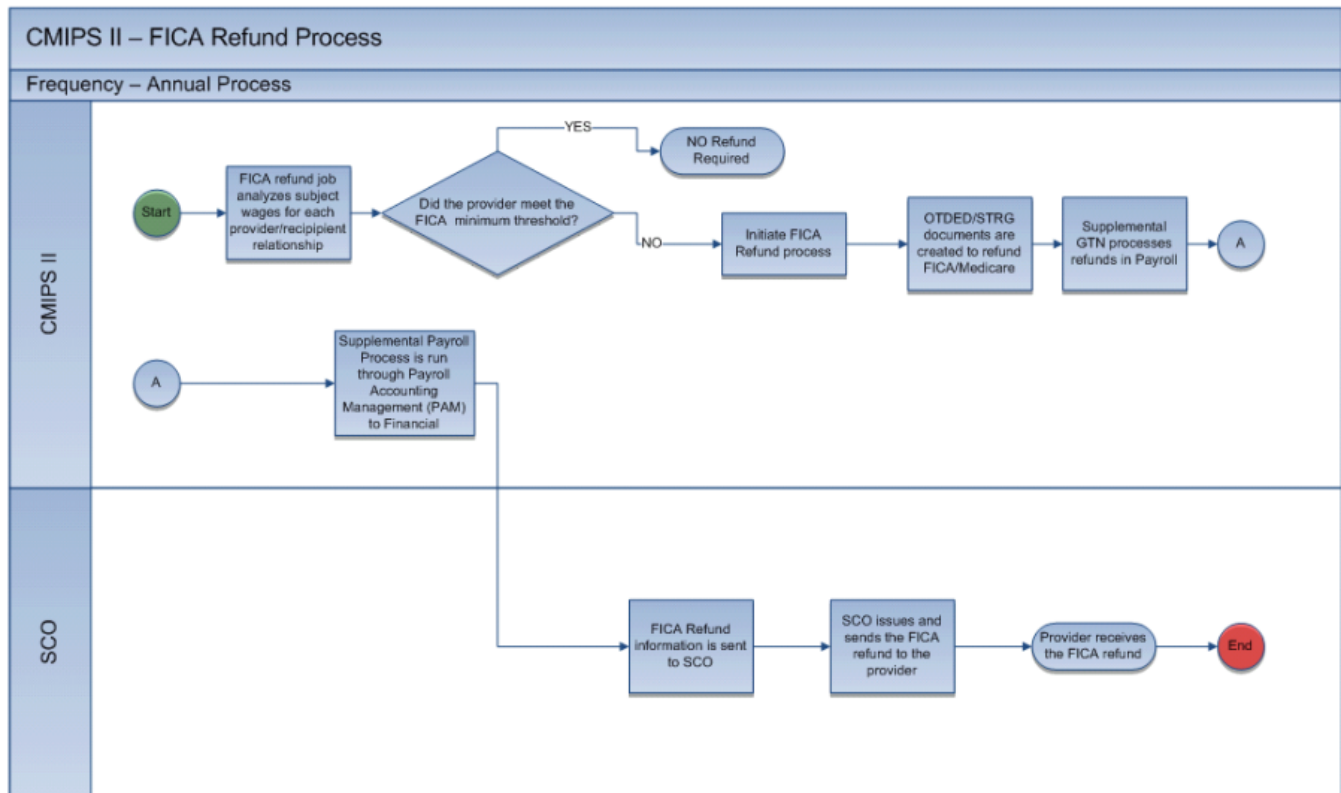 CMIPS II – FICA Refund Process
Frequency – Annual Process
CMIPS II
Start
FICA refund job
analyzes subject
wages for each
provider/recipipient
relationship
Did the provider meet the
FICA minimum threshold?
YES
NO Refund
Required
NO
Initiate FICA
Refund process
OTDED/STRG
documents are
created to refund
FICA/Medicare
Supplemental
GTN processes
refunds in Payroll
A
A
Supplemental Payroll
Process is run
through Payroll
Accounting
Management (PAM)
to Financial
SCO
FICA Refund
information is sent
to SCO
SCO issues and
sends the FICA
refund to the
provider
Provider receives
the FICA refund
End